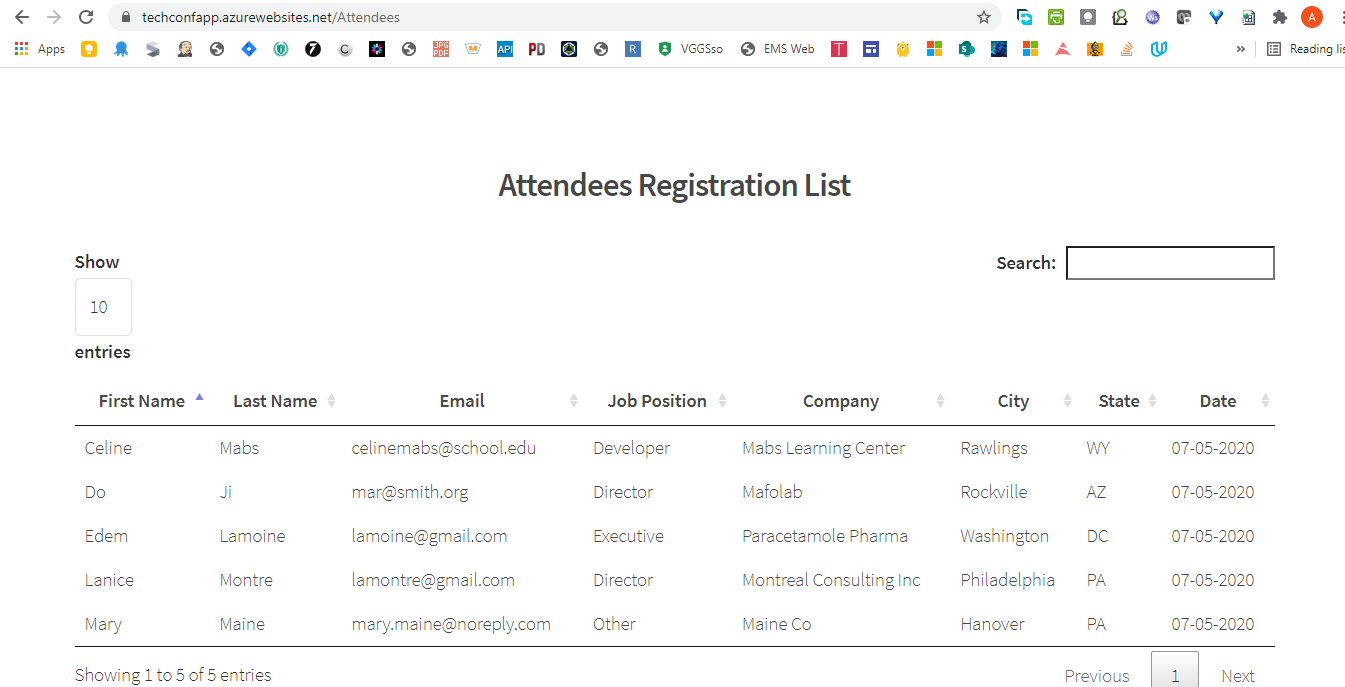 techconfapp.azurewebsites.net/Attendees A
Apps JPG PDF API PD R VGGSso EMS Web T S » Reading lis
Attendees Registration List
Show Search:
10
entries
First Name Last Name Email Job Position Company City State Date
Celine Mabs celinemabs@school.edu Developer Mabs Learning Center Rawlings WY 07-05-2020
Do Ji mar@smith.org Director Mafolab Rockville AZ 07-05-2020
Edem Lamoine lamoine@gmail.com Executive Paracetamole Pharma Washington DC 07-05-2020
Lanice Montre lamontre@gmail.com Director Montreal Consulting Inc Philadelphia PA 07-05-2020
Mary Maine mary.maine@noreply.com Other Maine Co Hanover PA 07-05-2020
Showing 1 to 5 of 5 entries Previous 1 Next